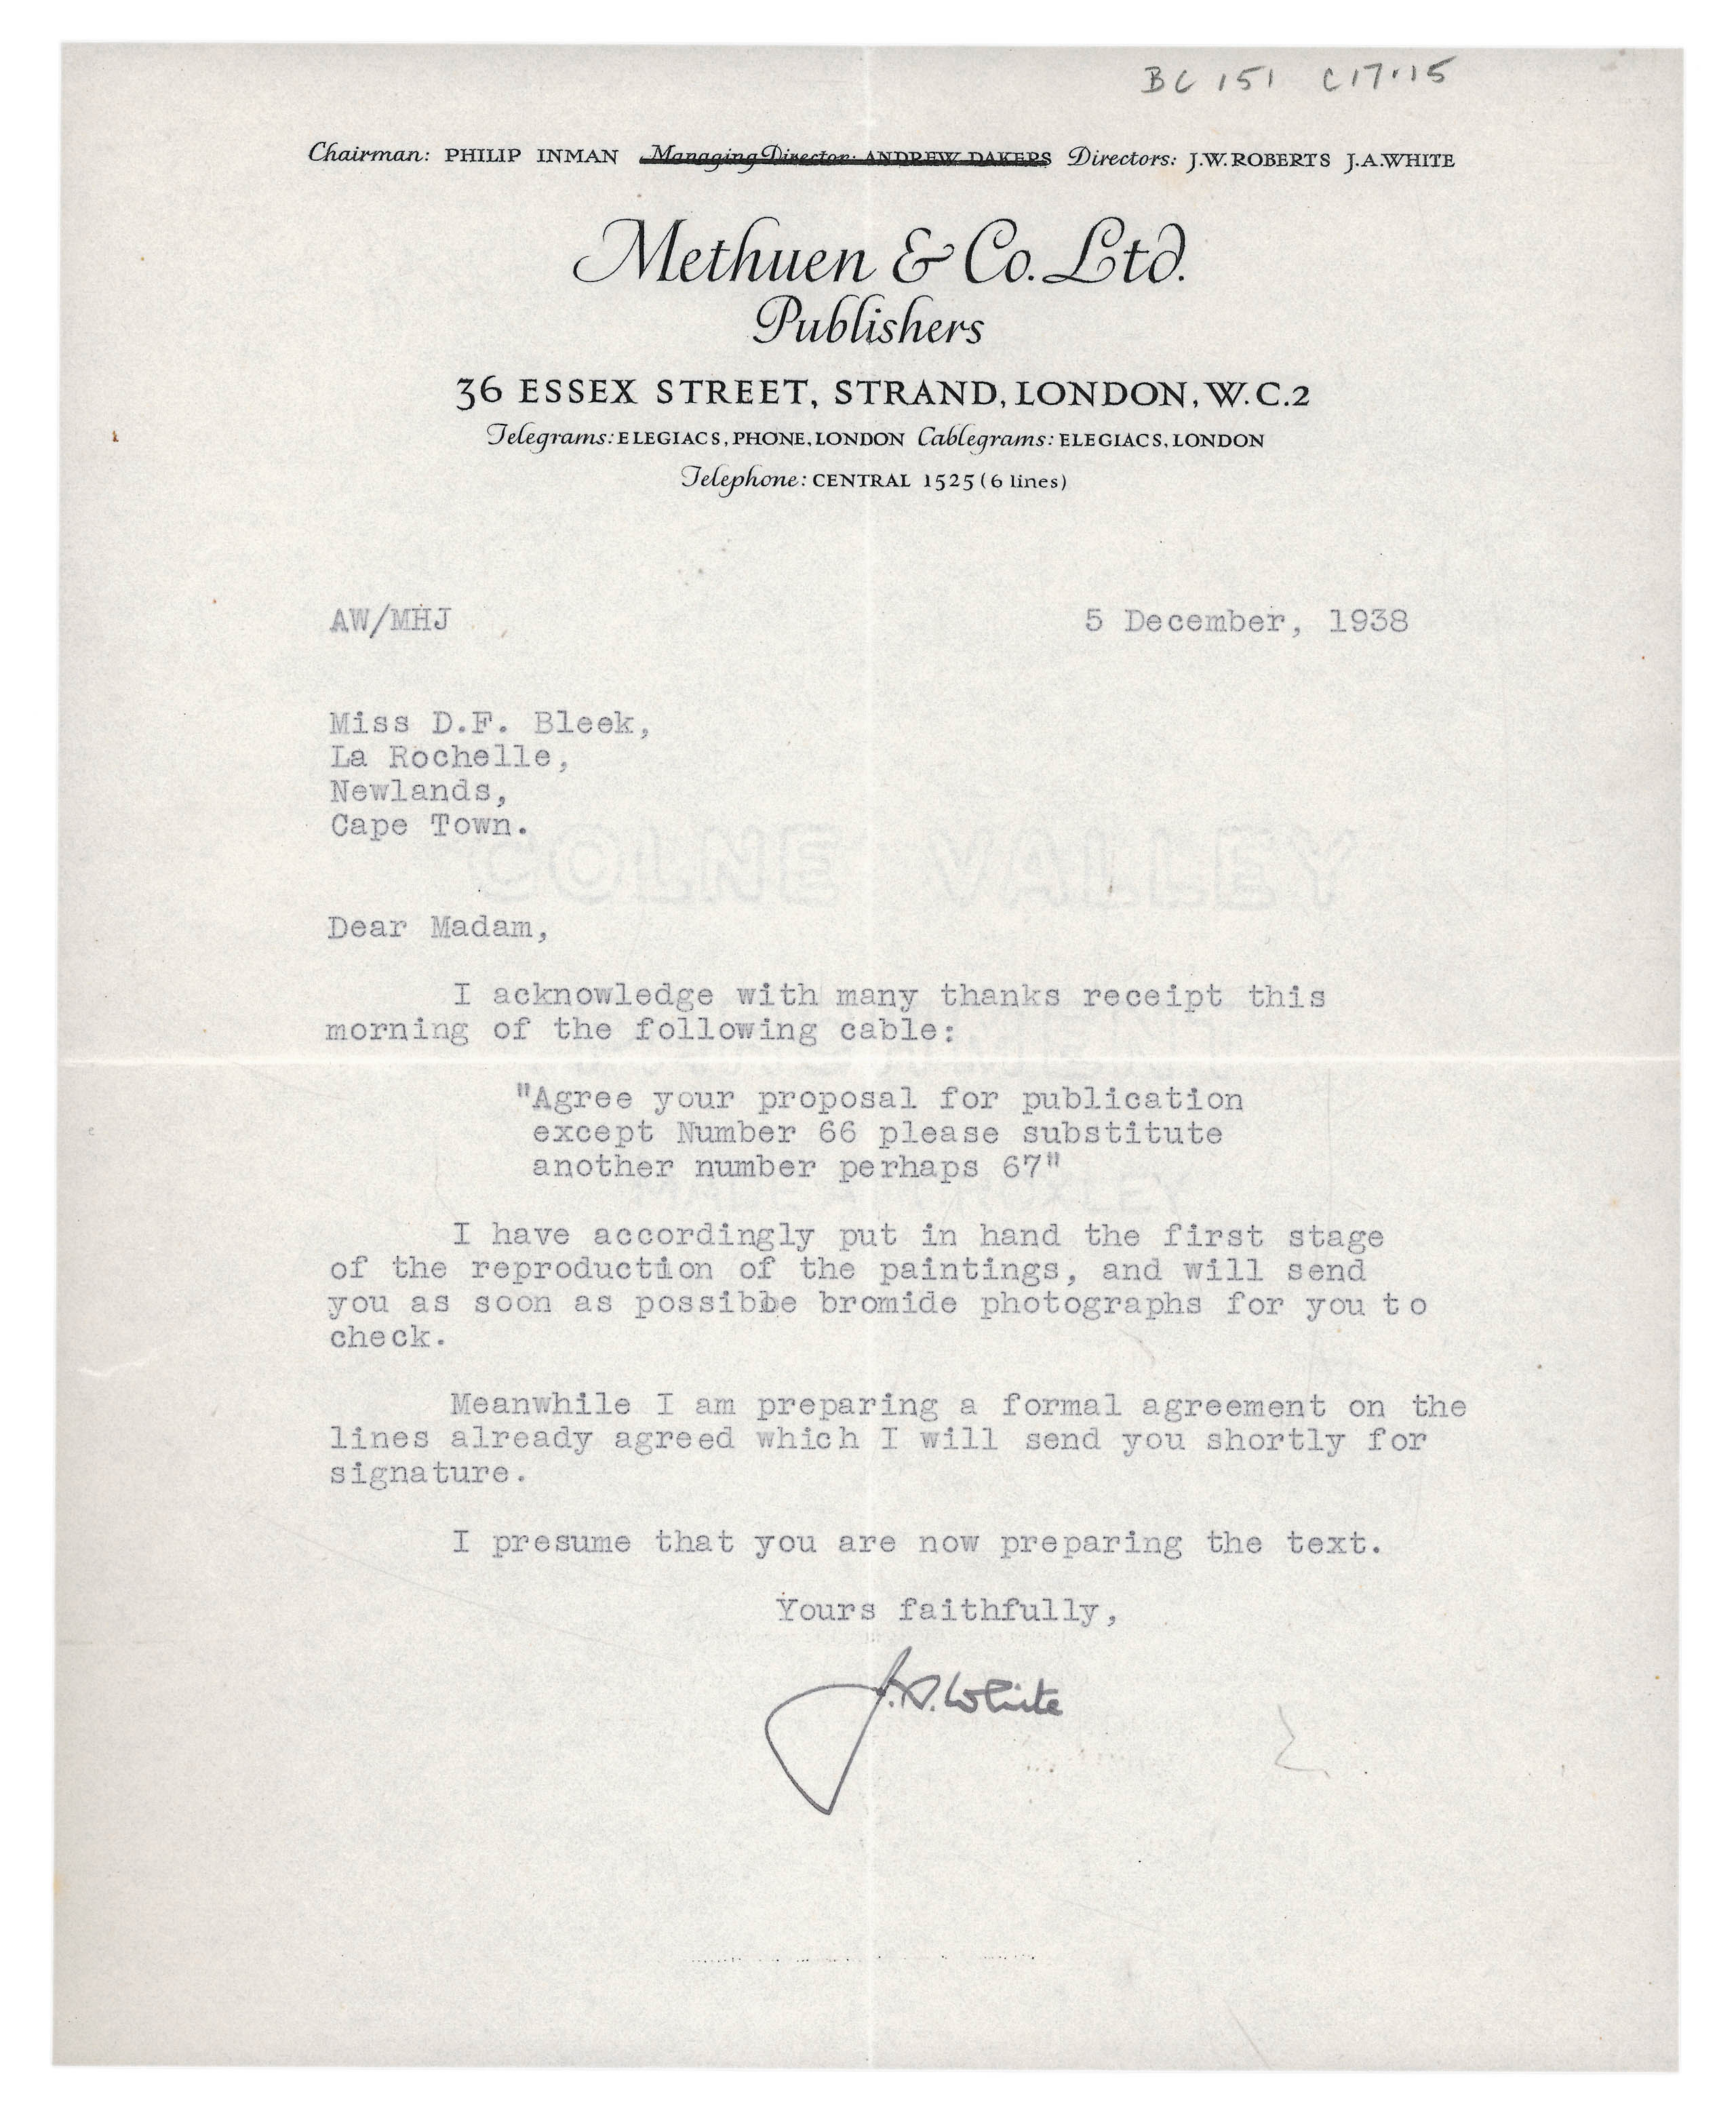 BC 151 C17.15
Chairman: PHILIP INMAN Managing Director: ANDREW DAKERS Directors: J.W.ROBERTS J.A.WHITE
Methuen & Co. Ltd.
Publishers
36 ESSEX STREET, STRAND, LONDON, W.C.2
Telegrams: ELEGIACS, PHONE, LONDON Cablegrams: ELEGIACS, LONDON
Telephone: CENTRAL 1525 (6 lines)
AW/MHJ 5 December, 1938
Miss D.F. Bleek,
La Rochelle,
Newlands,
Cape Town.
COLNE VALLEY
Dear Madam,
I acknowledge with many thanks receipt this
morning of the following cable:
"Agree your proposal for publication
except Number 66 please substitute
another number perhaps 67"
I have accordingly put in hand the first stage
of the reproduction of the paintings, and will send
you as soon as possible bromide photographs for you to
check.
Meanwhile I am preparing a formal agreement on the
lines already agreed which I will send you shortly for
signature.
I presume that you are now preparing the text.
Yours faithfully,
J.A. White